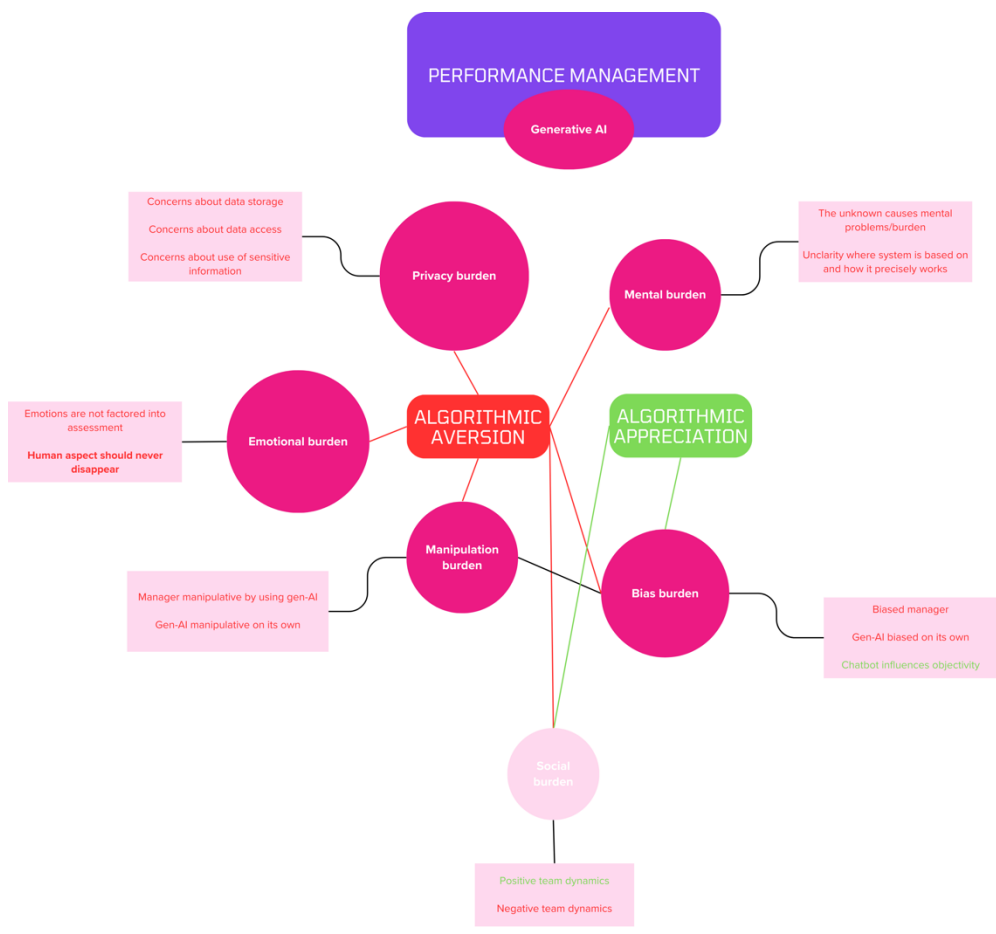 PERFORMANCE MANAGEMENT
Generative AI
Concerns about data storage
Concerns about data access
Concerns about use of sensitive
information
Privacy burden
Mental burden
The unknown causes mental
problems/burden
Unclarity where system is based on
and how it precisely works
Emotions are not factored into
assessment
Human aspect should never
disappear
Emotional burden
ALGORITHMIC
AVERSION
ALGORITHMIC
APPRECIATION
Manipulation
burden
Manager manipulative by using gen-AI
Gen-AI manipulative on its own
Bias burden
Biased manager
Gen-AI biased on its own
Chatbot influences objectivity
Social
burden
Positive team dynamics
Negative team dynamics